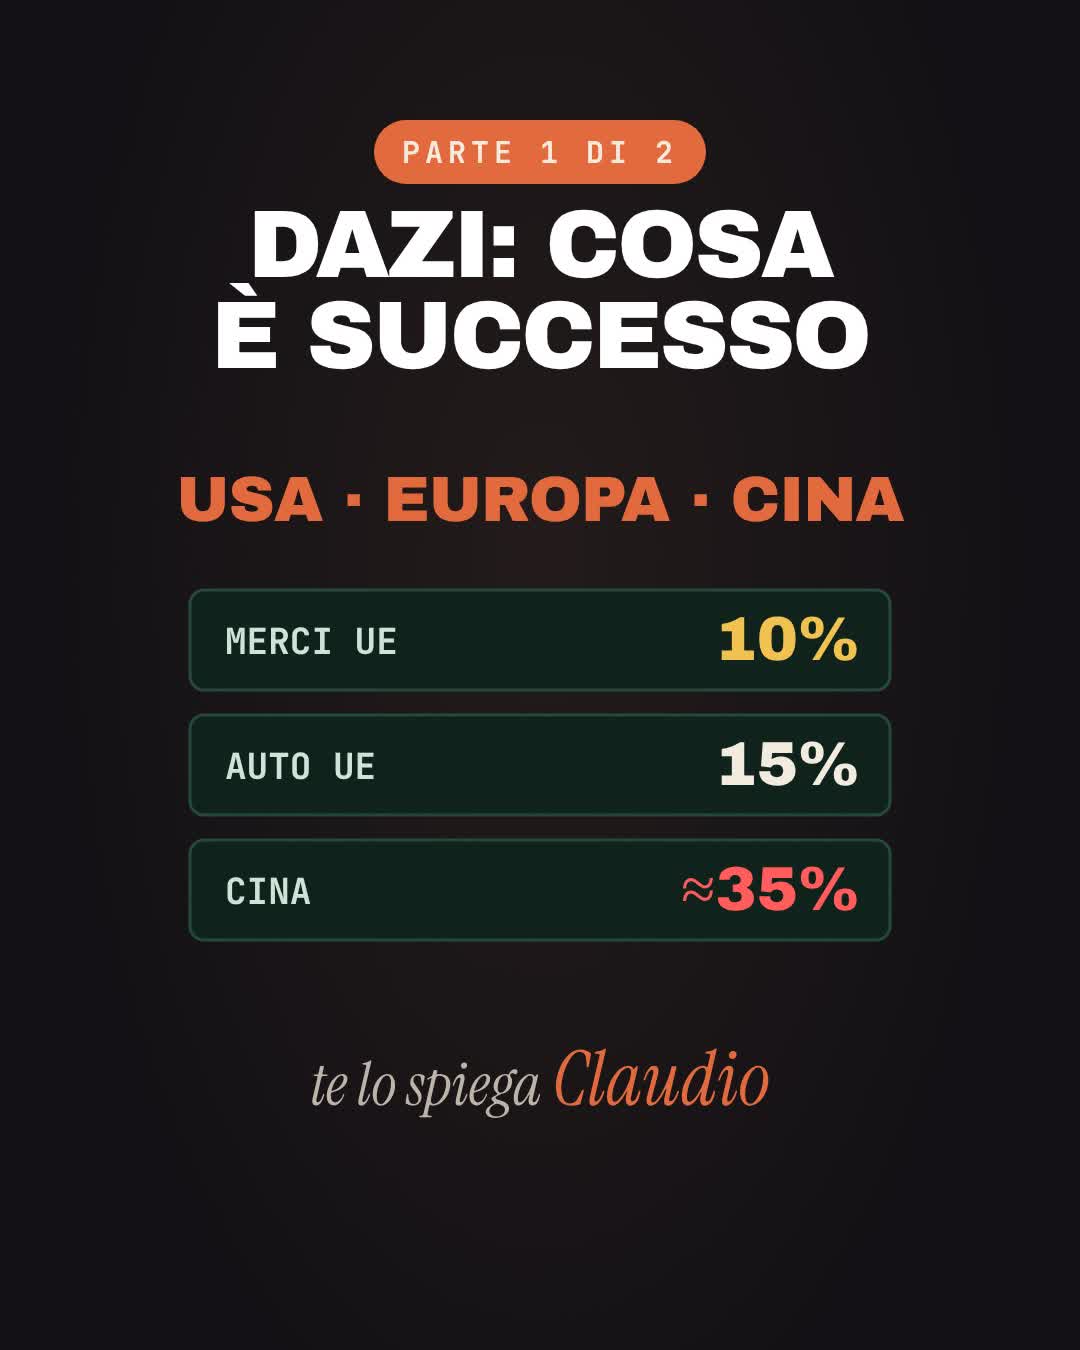 PARTE 1 DI 2
DAZI: COSA
È SUCCESSO
USA · EUROPA · CINA
MERCI UE 10%
AUTO UE 15%
CINA ≈35%
te lo spiega Claudio